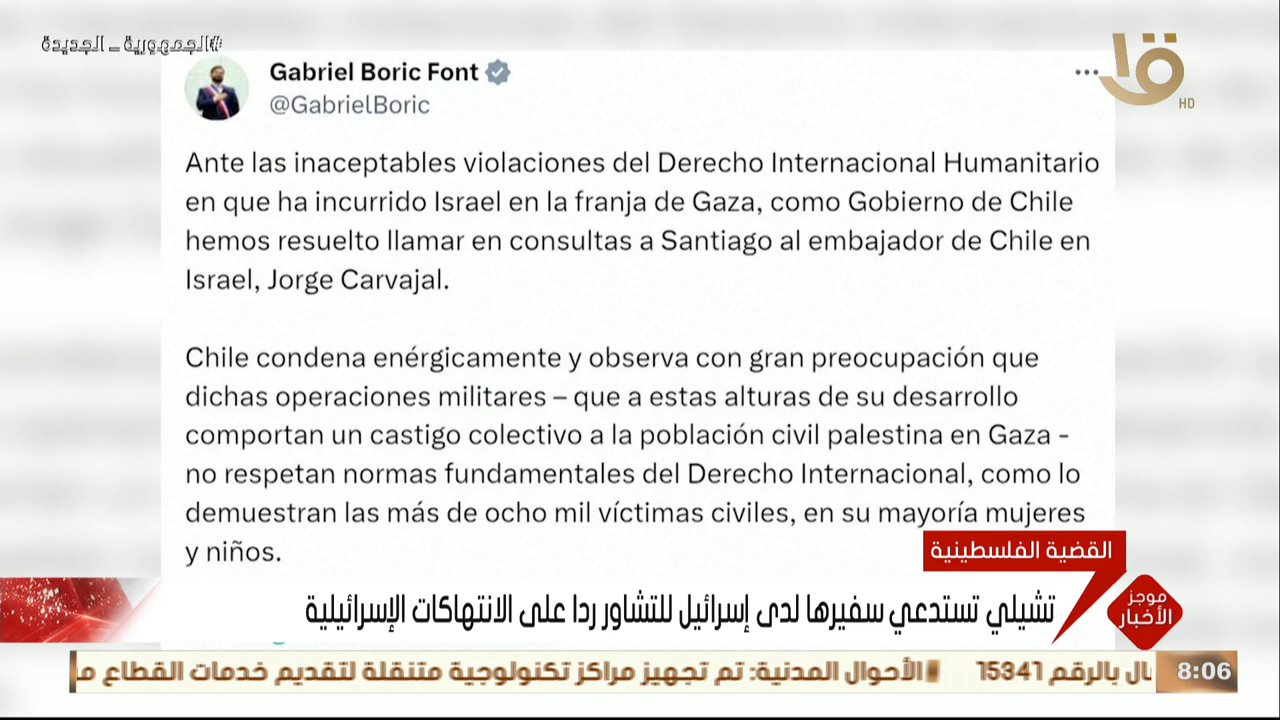 #الجمهورية_الجديدة
Gabriel Boric Font
@GabrielBoric
HD
Ante las inaceptables violaciones del Derecho Internacional Humanitario
en que ha incurrido Israel en la franja de Gaza, como Gobierno de Chile
hemos resuelto llamar en consultas a Santiago al embajador de Chile en
Israel, Jorge Carvajal.
Chile condena enérgicamente y observa con gran preocupación que
dichas operaciones militares – que a estas alturas de su desarrollo
comportan un castigo colectivo a la población civil palestina en Gaza -
no respetan normas fundamentales del Derecho Internacional, como lo
demuestran las más de ocho mil víctimas civiles, en su mayoría mujeres
y niños.
القضية الفلسطينية
موجز
الأخبار
تشيلي تستدعي سفيرها لدى إسرائيل للتشاور ردا على الانتهاكات الإسرائيلية
8:06
بالرقم 15341 الأحوال المدنية: تم تجهيز مراكز تكنولوجية متنقلة لتقديم خدمات القطاع